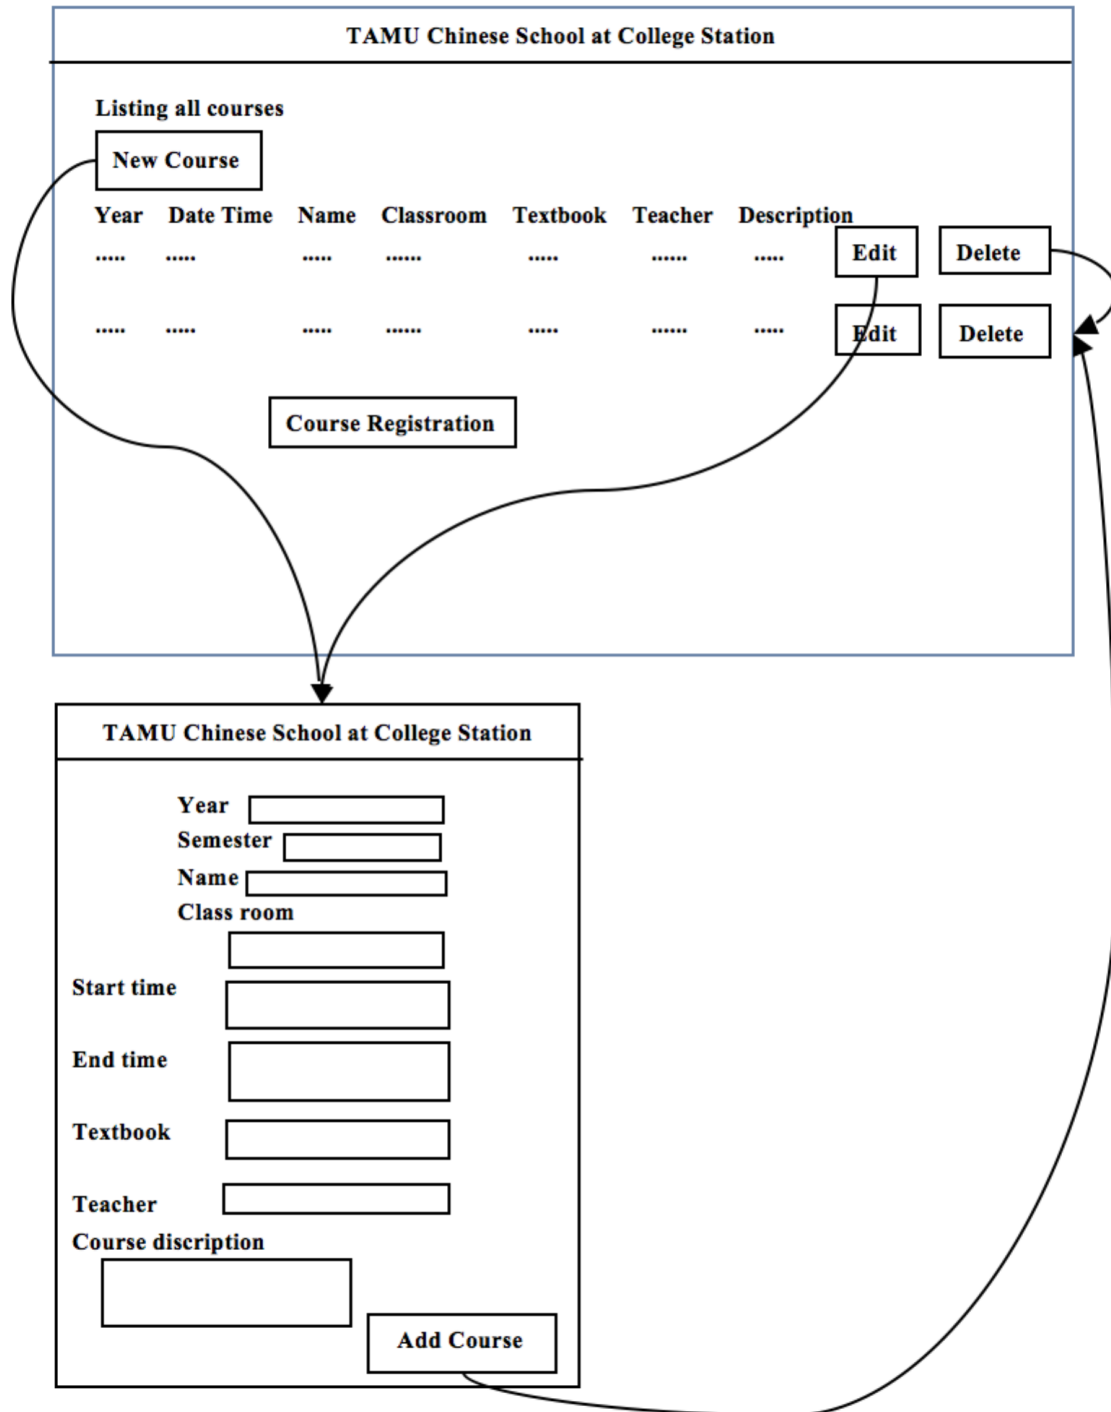 TAMU Chinese School at College Station
Listing all courses
New Course
Year Date Time Name Classroom Textbook Teacher Description
..... ..... ..... ...... ..... ...... ..... Edit Delete
..... ..... ..... ...... ..... ...... ..... Edit Delete
Course Registration
TAMU Chinese School at College Station
Year
Semester
Name
Class room
Start time
End time
Textbook
Teacher
Course discription
Add Course